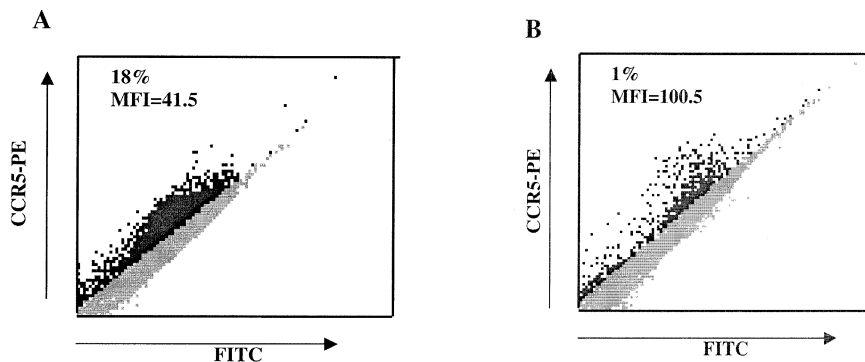 A
18%
MFI=41.5
CCR5-PE
FITC
B
1%
MFI=100.5
CCR5-PE
FITC